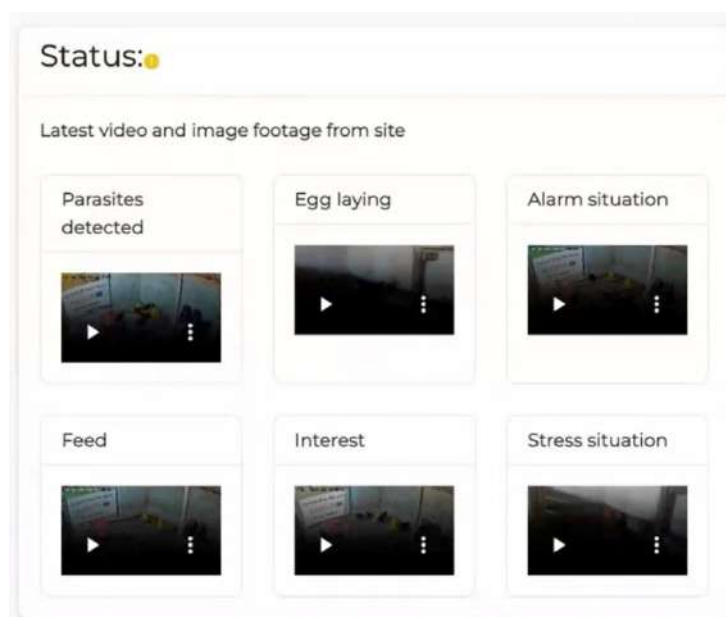 Status:
Latest video and image footage from site
Parasites
detected
Egg laying
Alarm situation
Feed
Interest
Stress situation